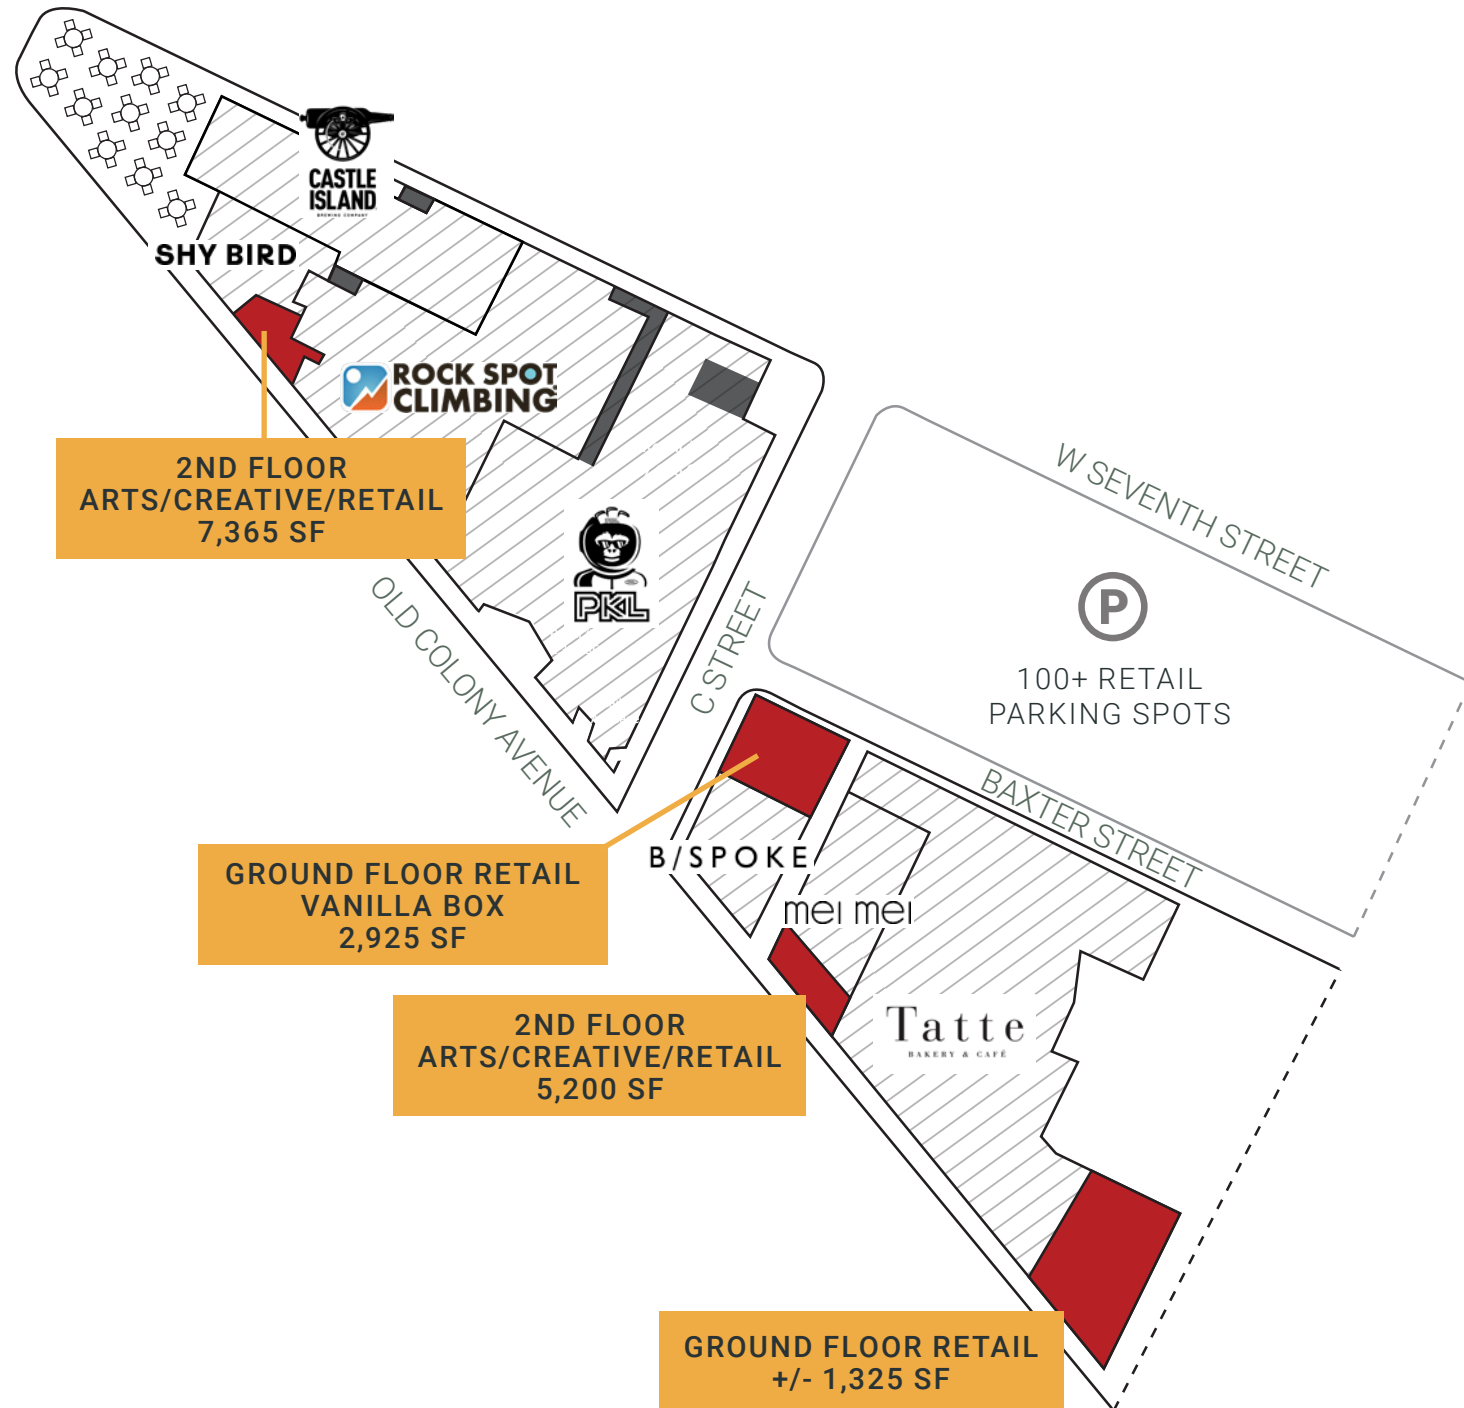 CASTLE
ISLAND
BREWING COMPANY
SHY BIRD
ROCK SPOT
CLIMBING
2ND FLOOR
ARTS/CREATIVE/RETAIL
7,365 SF
PKL
OLD COLONY AVENUE
C STREET
W SEVENTH STREET
P
100+ RETAIL
PARKING SPOTS
BAXTER STREET
GROUND FLOOR RETAIL
VANILLA BOX
2,925 SF
B/SPOKE
mei mei
2ND FLOOR
ARTS/CREATIVE/RETAIL
5,200 SF
Tatte
BAKERY & CAFÉ
GROUND FLOOR RETAIL
+/- 1,325 SF